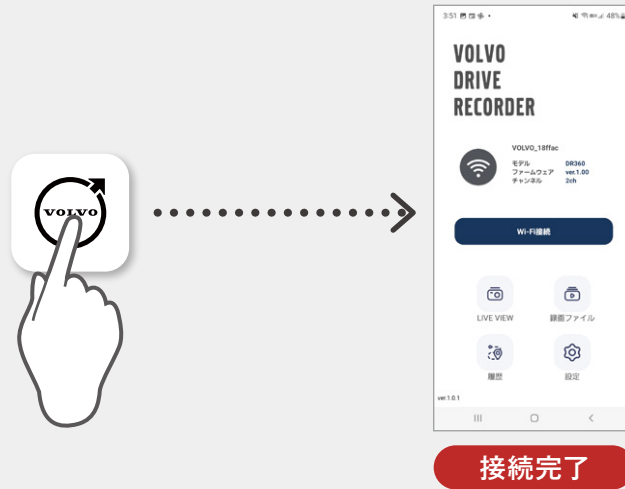 3:51
48%
VOLVO
DRIVE
RECORDER
VOLVO_18ffac
モデル DR360
ファームウェア ver.1.00
チャンネル 2ch
VOLVO
Wi-Fi接続
LIVE VIEW 録画ファイル
履歴 設定
ver.1.0.1
接続完了